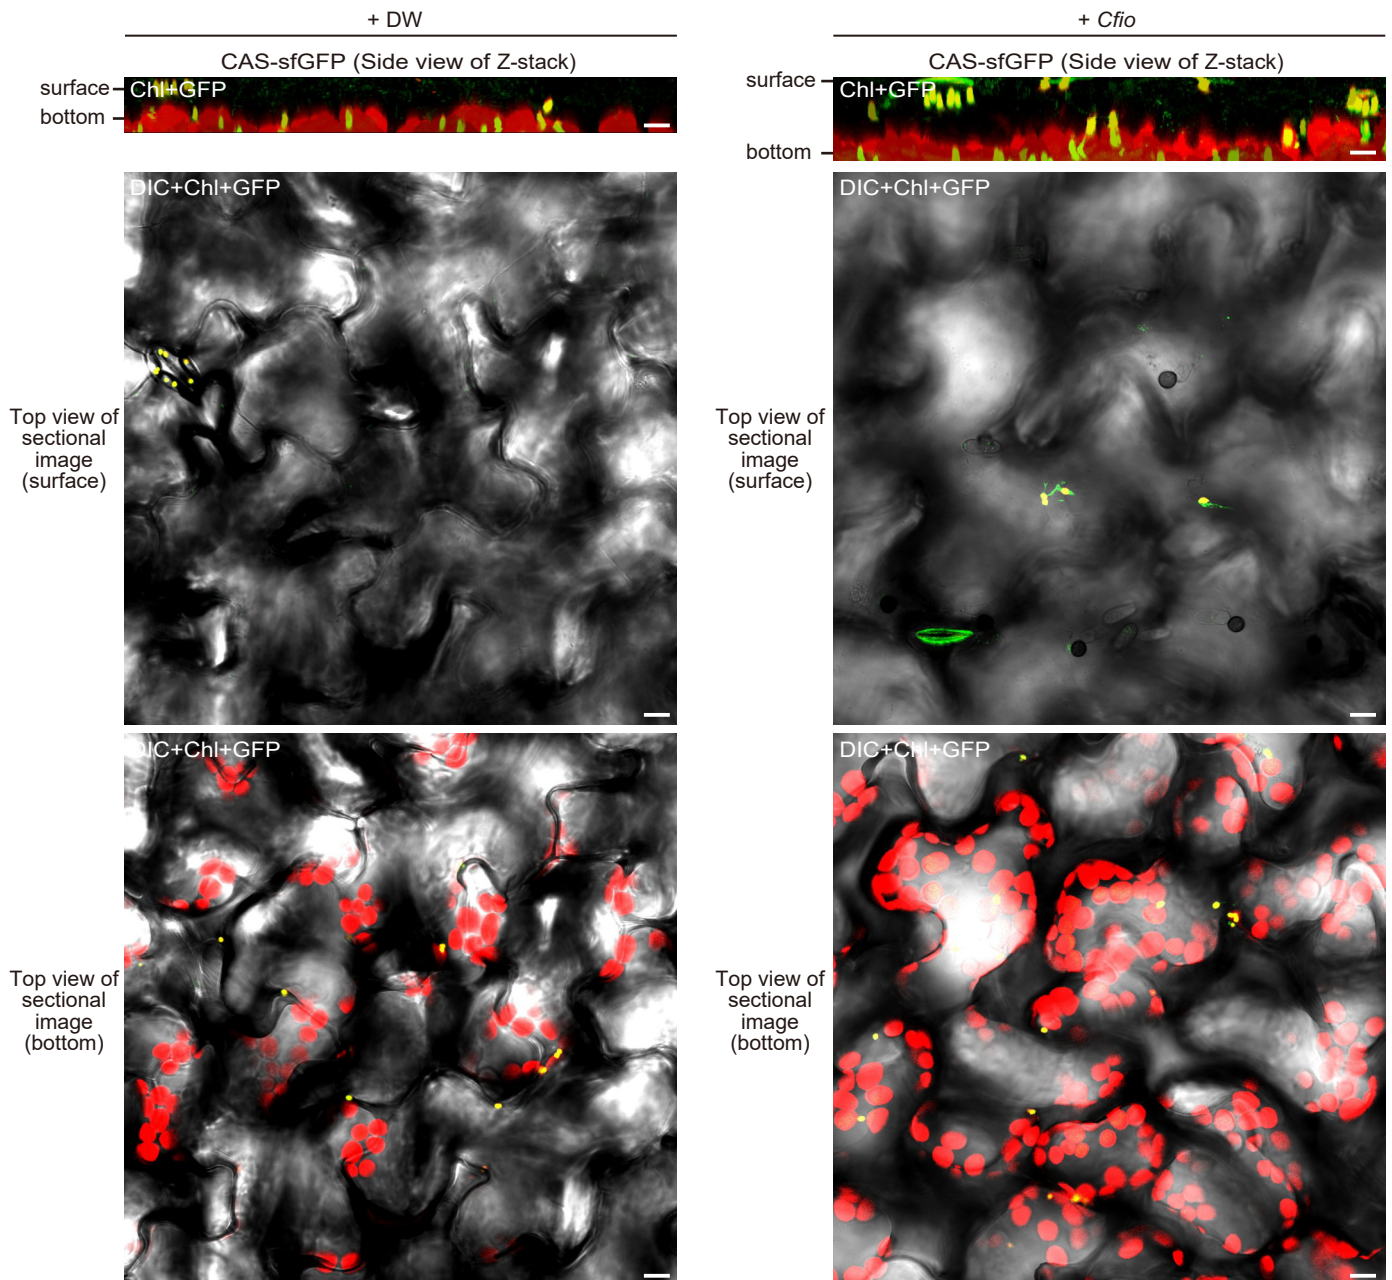 + DW
CAS-sfGFP (Side view of Z-stack)
surface
bottom
Chl+GFP
DIC+Chl+GFP
Top view of
sectional
image
(surface)
DIC+Chl+GFP
Top view of
sectional
image
(bottom)
+ Cfio
CAS-sfGFP (Side view of Z-stack)
surface
bottom
Chl+GFP
DIC+Chl+GFP
Top view of
sectional
image
(surface)
DIC+Chl+GFP
Top view of
sectional
image
(bottom)